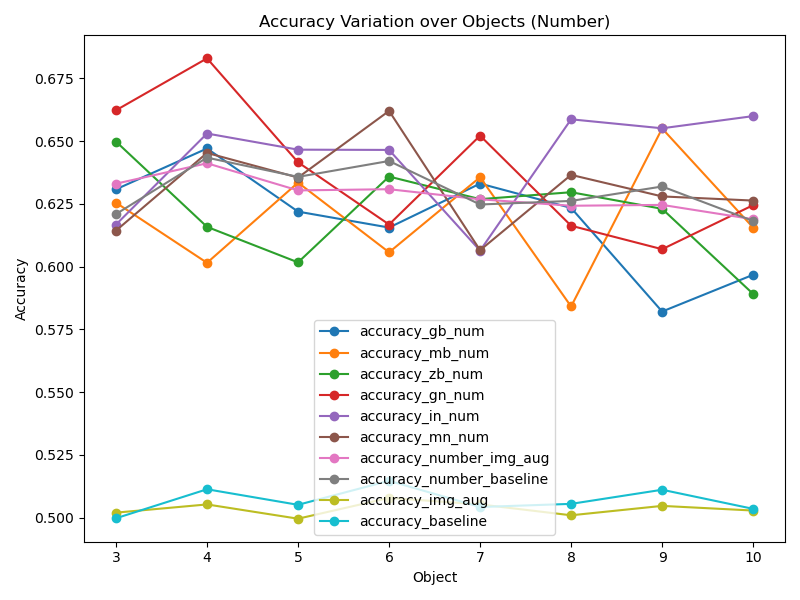 Accuracy Variation over Objects (Number)
Accuracy
0.675
0.650
0.625
0.600
0.575
0.550
0.525
0.500
accuracy_gb_num
accuracy_mb_num
accuracy_zb_num
accuracy_gn_num
accuracy_in_num
accuracy_mn_num
accuracy_number_img_aug
accuracy_number_baseline
accuracy_img_aug
accuracy_baseline
3 4 5 6 7 8 9 10
Object